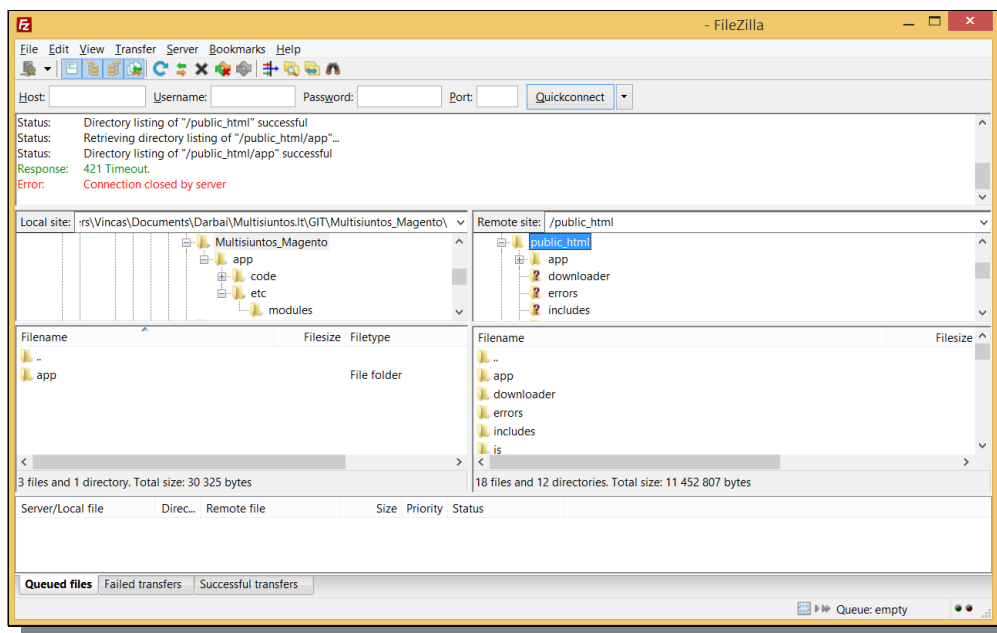 Fz
- FileZilla
File Edit View Transfer Server Bookmarks Help
Host: Username: Password: Port: Quickconnect
Status: Directory listing of "/public_html" successful
Status: Retrieving directory listing of "/public_html/app"...
Status: Directory listing of "/public_html/app" successful
Response: 421 Timeout.
Error: Connection closed by server
Local site: rs\Vincas\Documents\Darbai\Multisiuntos.lt\GIT\Multisiuntos_Magento\
Multisiuntos_Magento
app
code
etc
modules
Remote site: /public_html
public_html
app
? downloader
? errors
? includes
Filename Filesize Filetype
..
app File folder
3 files and 1 directory. Total size: 30 325 bytes
Filename Filesize
..
app
downloader
errors
includes
is
18 files and 12 directories. Total size: 11 452 807 bytes
Server/Local file Direc... Remote file Size Priority Status
Queued files Failed transfers Successful transfers
Queue: empty